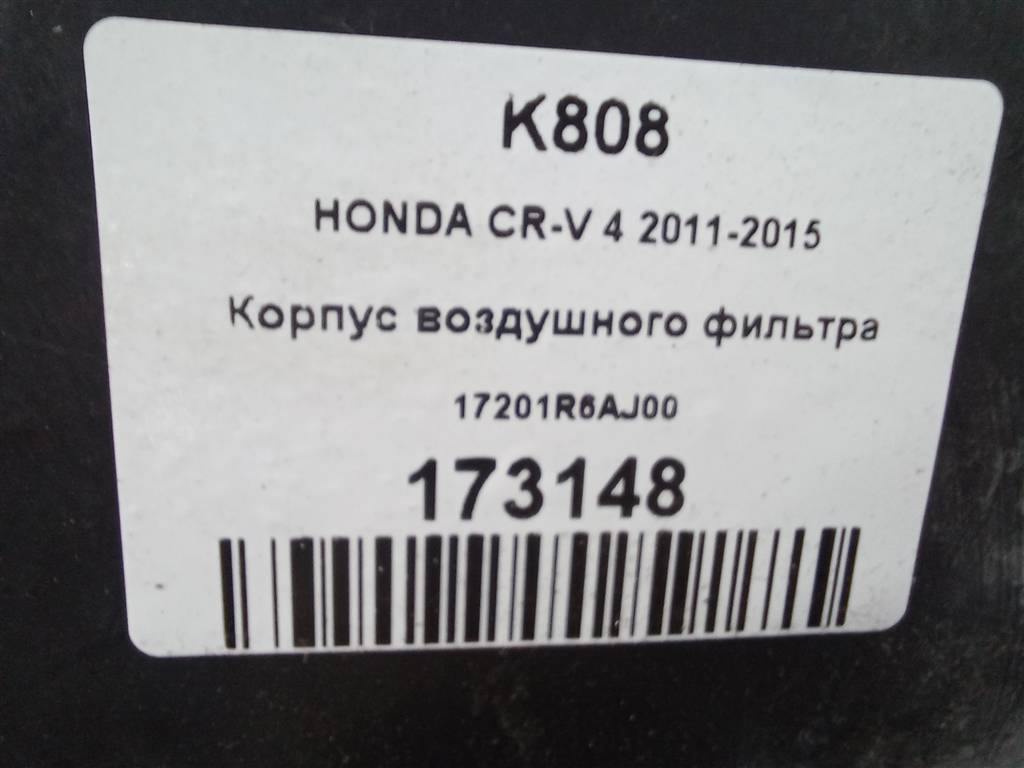 K808
HONDA CR-V 4 2011-2015
Корпус воздушного фильтра
17201R6AJ00
173148